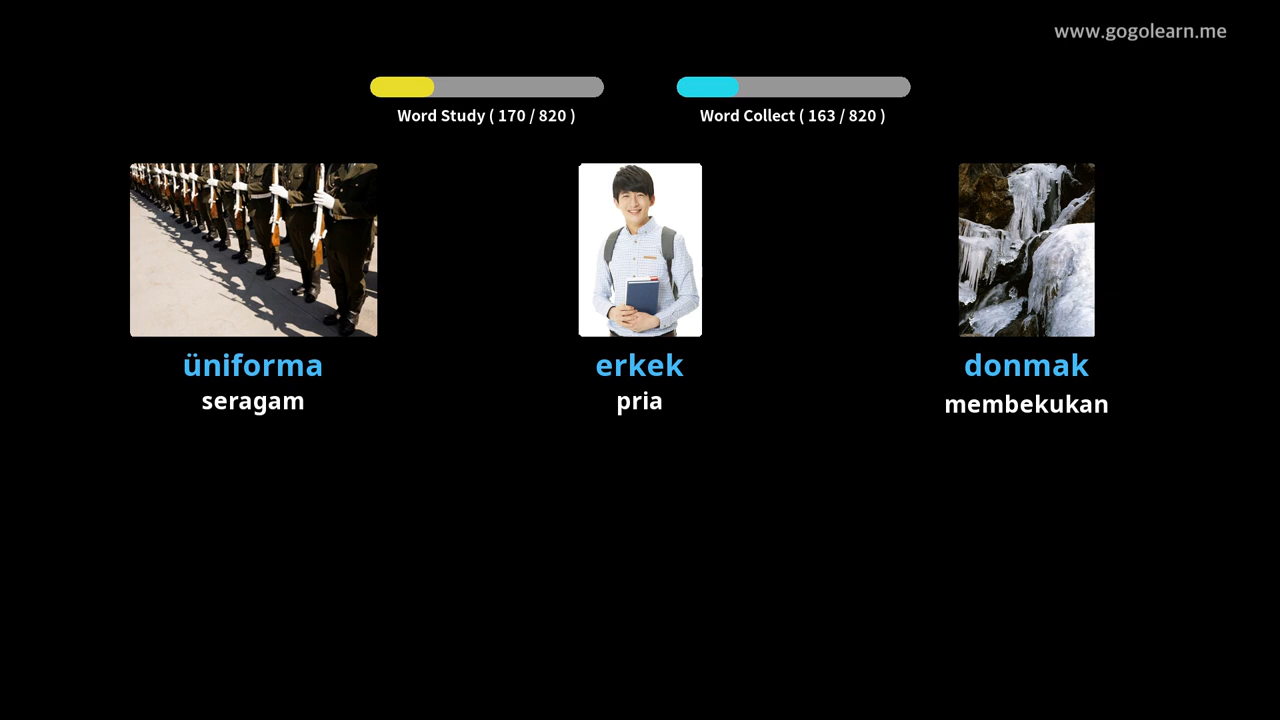 www.gogolearn.me
Word Study ( 170 / 820 )
Word Collect ( 163 / 820 )
üniforma
erkek
donmak
seragam
pria
membekukan